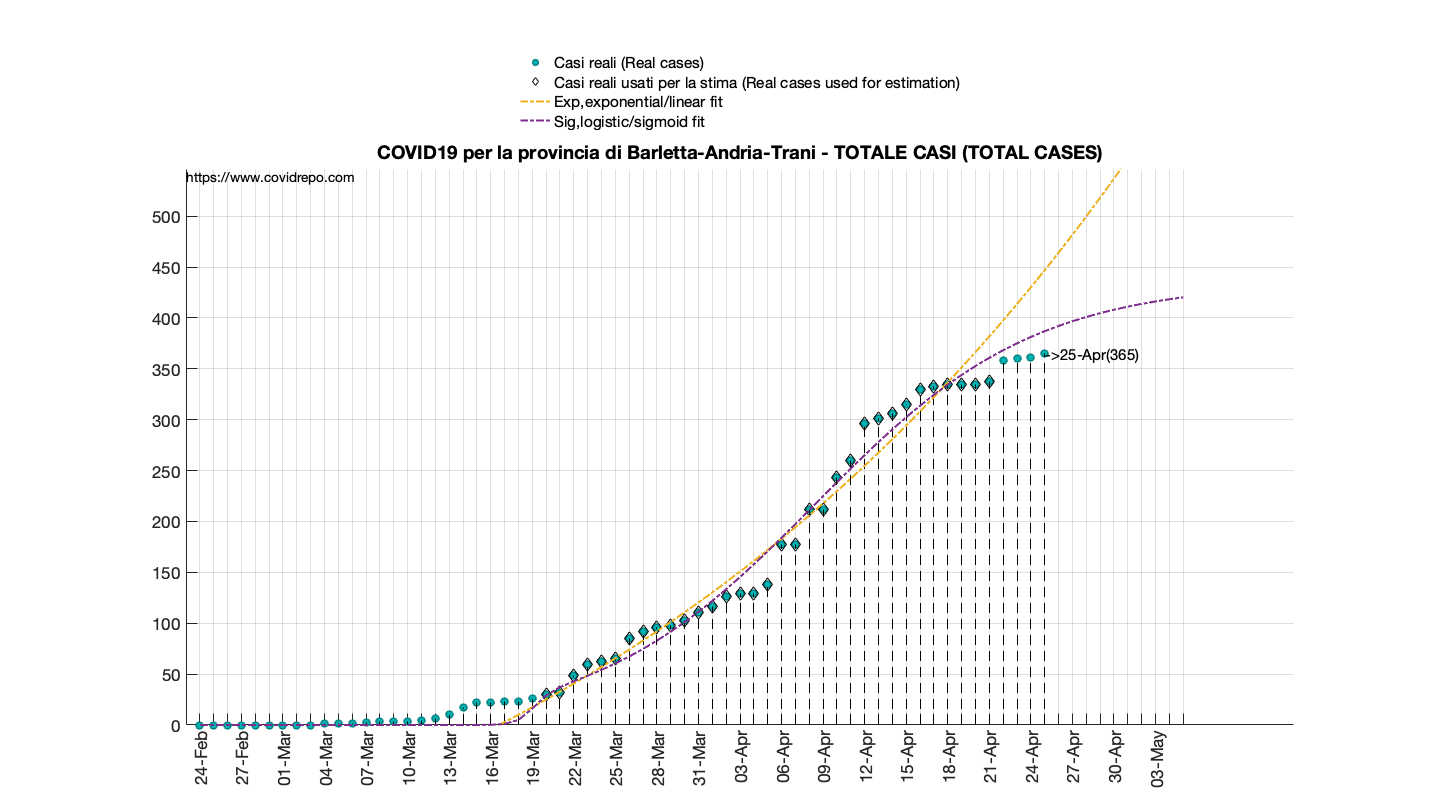 Casi reali (Real cases)
Casi reali usati per la stima (Real cases used for estimation)
Exp,exponential/linear fit
Sig,logistic/sigmoid fit
COVID19 per la provincia di Barletta-Andria-Trani - TOTALE CASI (TOTAL CASES)
https://www.covidrepo.com
500
450
400
350
300
250
200
150
100
50
0
->25-Apr(365)
24-Feb
27-Feb
01-Mar
04-Mar
07-Mar
10-Mar
13-Mar
16-Mar
19-Mar
22-Mar
25-Mar
28-Mar
31-Mar
03-Apr
06-Apr
09-Apr
12-Apr
15-Apr
18-Apr
21-Apr
24-Apr
27-Apr
30-Apr
03-May